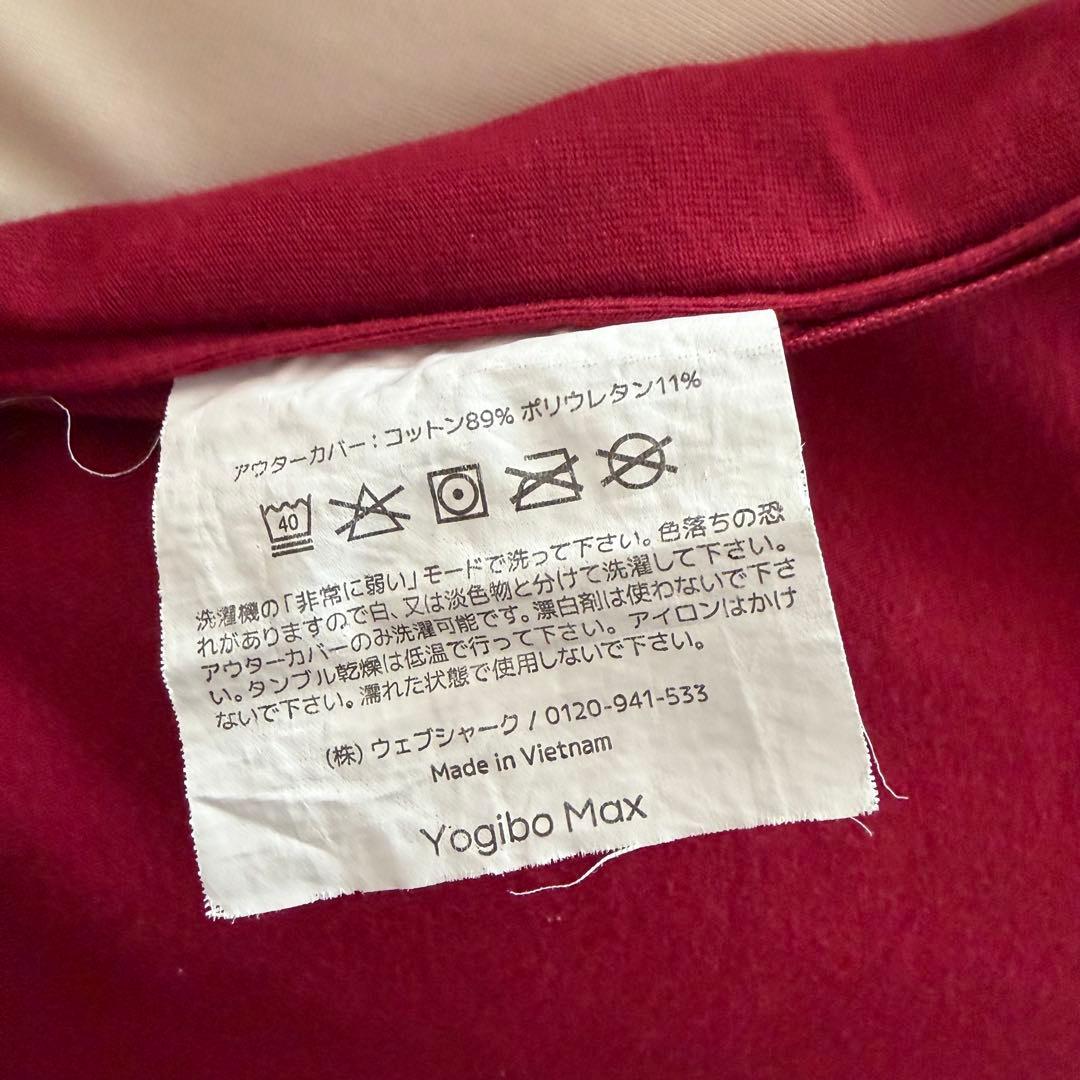 アウターカバー：コットン89% ポリウレタン11%
40
洗濯機の「非常に弱い」モードで洗って下さい。色落ちの恐
れがありますので白、又は淡色物と分けて洗濯して下さい。
アウターカバーのみ洗濯可能です。漂白剤は使わないで下さ
い。タンブル乾燥は低温で行って下さい。アイロンはかけ
ないで下さい。濡れた状態で使用しないで下さい。
(株) ウェブシャーク / 0120-941-533
Made in Vietnam
Yogibo Max